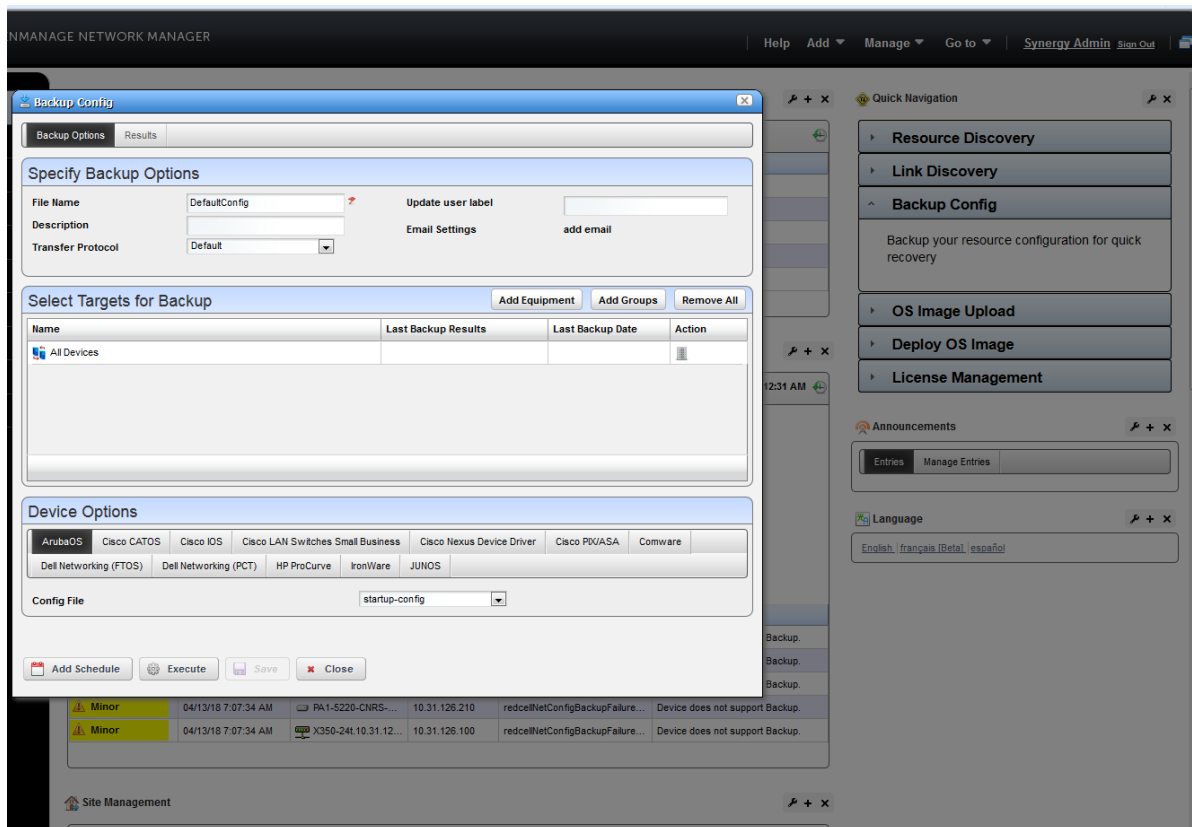 NMANAGE NETWORK MANAGER
Help Add Manage Go to Synergy Admin Sign Out
Backup Config
Backup Options Results
Specify Backup Options
File Name DefaultConfig Update user label
Description
Email Settings add email
Transfer Protocol Default
Select Targets for Backup Add Equipment Add Groups Remove All
Name Last Backup Results Last Backup Date Action
All Devices
Device Options
ArubaOS Cisco CATOS Cisco IOS Cisco LAN Switches Small Business Cisco Nexus Device Driver Cisco PIX/ASA Comware
Dell Networking (FTOS) Dell Networking (PCT) HP ProCurve IronWare JUNOS
Config File startup-config
Add Schedule Execute Save Close
12:31 AM
Backup.
Backup.
Backup.
Minor 04/13/18 7:07:34 AM PA1-5220-CNRS-... 10.31.126.210 redcellNetConfigBackupFailure... Device does not support Backup.
Minor 04/13/18 7:07:34 AM X350-24t.10.31.12... 10.31.126.100 redcellNetConfigBackupFailure... Device does not support Backup.
Site Management
Quick Navigation
Resource Discovery
Link Discovery
Backup Config
Backup your resource configuration for quick
recovery
OS Image Upload
Deploy OS Image
License Management
Announcements
Entries Manage Entries
Language
English français [Beta] español